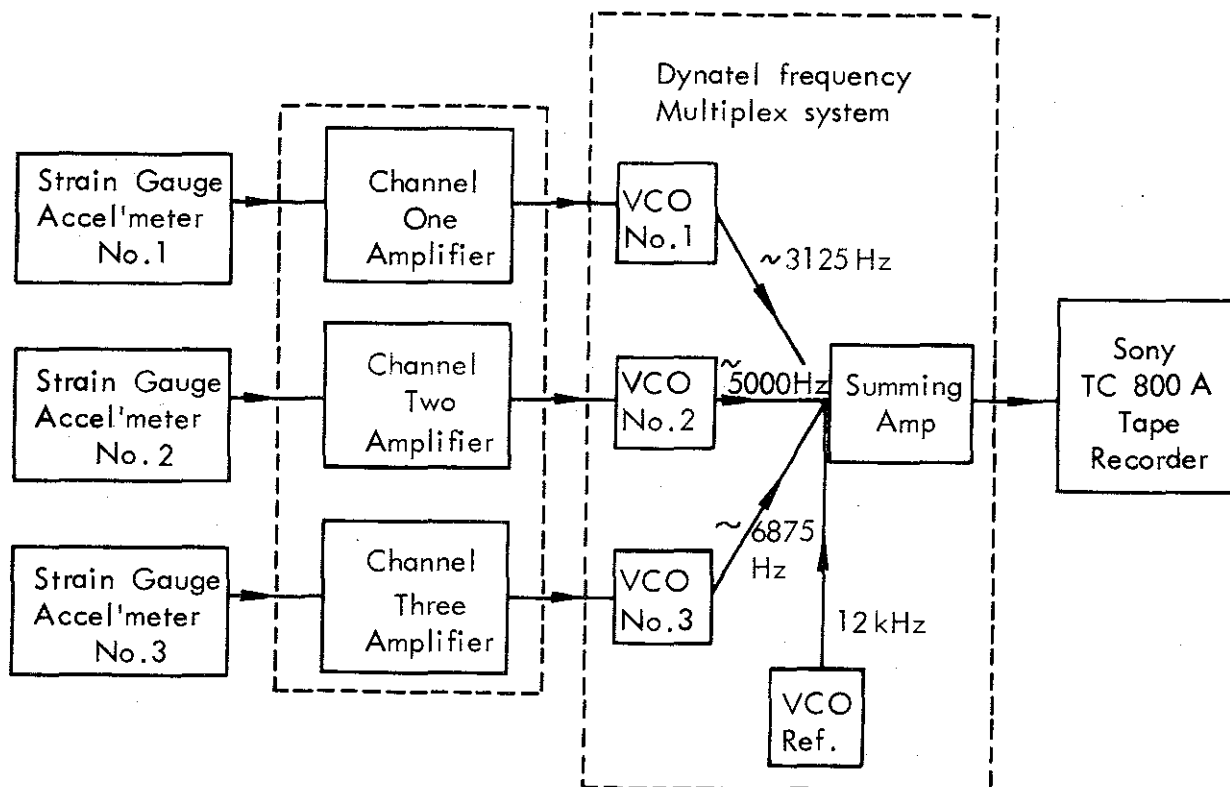 Dynatel frequency
Multiplex system
Strain Gauge
Accel'meter
No.1
Channel
One
Amplifier
VCO
No.1
~3125 Hz
Strain Gauge
Accel'meter
No.2
Channel
Two
Amplifier
VCO
No.2
~
5000Hz
Summing
Amp
Sony
TC 800 A
Tape
Recorder
Strain Gauge
Accel'meter
No.3
Channel
Three
Amplifier
VCO
No.3
~ 6875
Hz
12kHz
VCO
Ref.